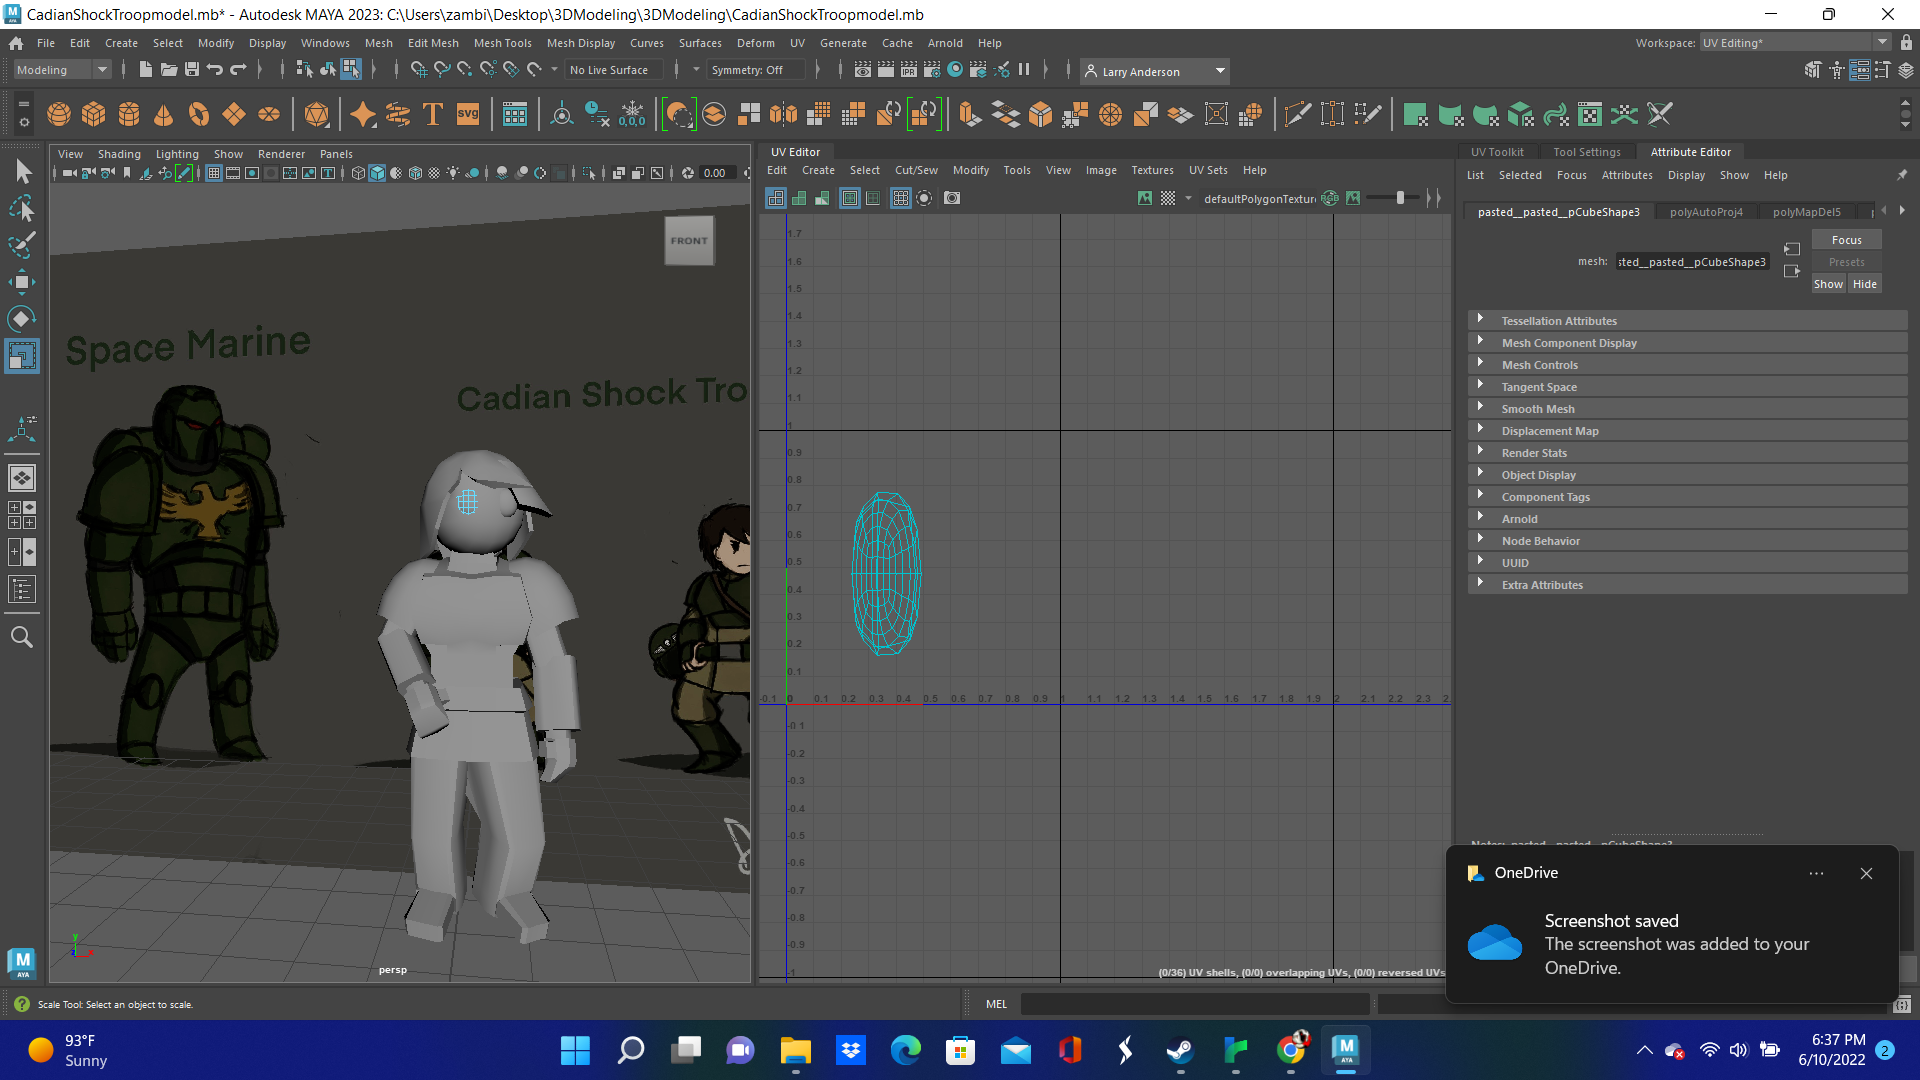 CadianShockTroopmodel.mb* - Autodesk MAYA 2023: C:\Users\zambi\Desktop\3DModeling\3DModeling\CadianShockTroopmodel.mb
File Edit Create Select Modify Display Windows Mesh Edit Mesh Mesh Tools Mesh Display Curves Surfaces Deform UV Generate Cache Arnold Help
Workspace: UV Editing*
Modeling
No Live Surface
Symmetry: Off
IPR
Larry Anderson
T
SVG
0,0,0
View Shading Lighting Show Renderer Panels
0.00
FRONT
Space Marine
Cadian Shock Tro
persp
y
x
z
UV Editor
Edit Create Select Cut/Sew Modify Tools View Image Textures UV Sets Help
defaultPolygonTextur
RGB
1.7
1.6
1.5
1.4
1.3
1.2
1.1
1
0.9
0.8
0.7
0.6
0.5
0.4
0.3
0.2
0.1
-0.1 0 0.1 0.2 0.3 0.4 0.5 0.6 0.7 0.8 0.9 1 1.1 1.2 1.3 1.4 1.5 1.6 1.7 1.8 1.9 2 2.1 2.2 2.3 2
-0.1
-0.2
-0.3
-0.4
-0.5
-0.6
-0.7
-0.8
-0.9
-1
(0/36) UV shells, (0/0) overlapping UVs, (0/0) reversed UVs
UV Toolkit Tool Settings Attribute Editor
List Selected Focus Attributes Display Show Help
pasted__pasted__pCubeShape3 polyAutoProj4 polyMapDel5
mesh: sted__pasted__pCubeShape3
Focus
Presets
Show Hide
Tessellation Attributes
Mesh Component Display
Mesh Controls
Tangent Space
Smooth Mesh
Displacement Map
Render Stats
Object Display
Component Tags
Arnold
Node Behavior
UUID
Extra Attributes
Notes: pasted__pasted__pCubeShape3
OneDrive
Screenshot saved
The screenshot was added to your
OneDrive.
M
AYA
Scale Tool: Select an object to scale.
MEL
93°F
Sunny
M
AYA
6:37 PM
6/10/2022
2